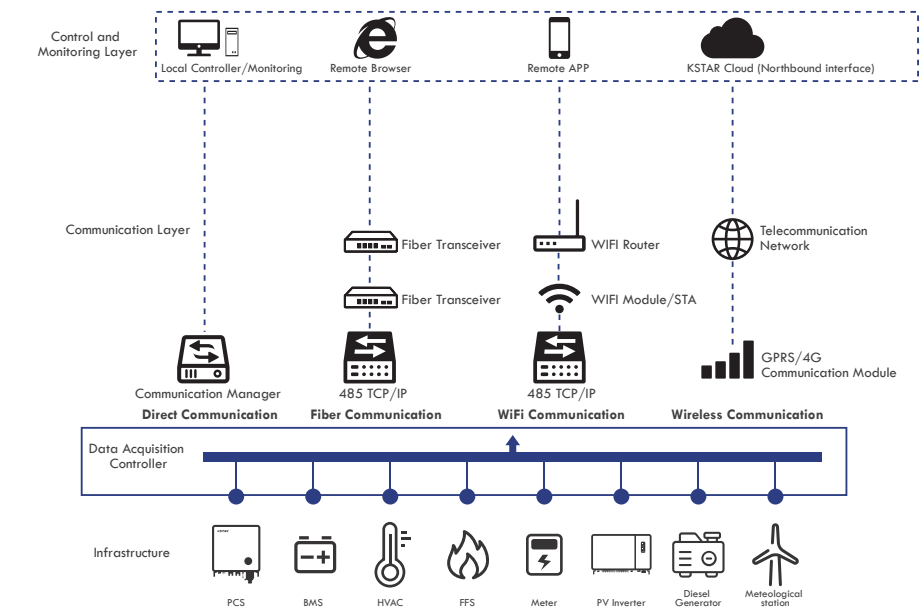 Control and
Monitoring Layer
Local Controller/Monitoring
Remote Browser
Remote APP
KSTAR Cloud (Northbound interface)
Communication Layer
Fiber Transceiver
WIFI Router
Telecommunication
Network
Fiber Transceiver
WIFI Module/STA
GPRS/4G
Communication Module
Communication Manager
485 TCP/IP
485 TCP/IP
Direct Communication
Fiber Communication
WiFi Communication
Wireless Communication
Data Acquisition
Controller
Infrastructure
PCS
BMS
HVAC
FFS
Meter
PV Inverter
Diesel
Generator
Meteological
station